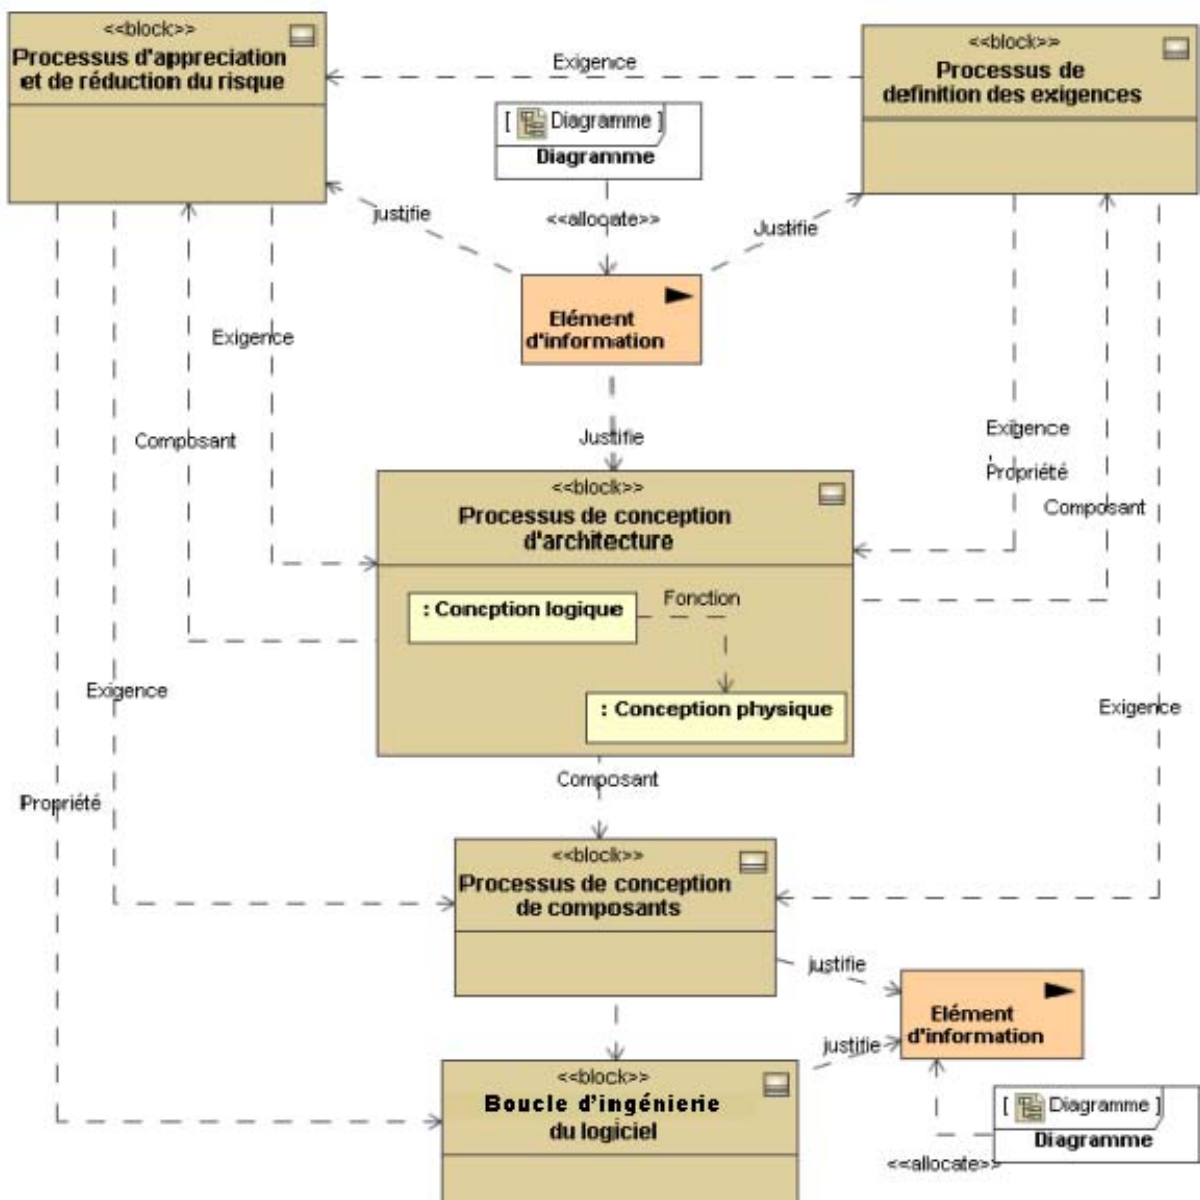 <<block>>
Processus d'appreciation
et de réduction du risque
Exigence
<<block>>
Processus de
definition des exigences
[ Diagramme ]
Diagramme
justifie
<<allocate>>
Justifie
Elément
d'information
Exigence
Composant
Justifie
Exigence
Propriété
Composant
<<block>>
Processus de conception
d'architecture
: Concption logique
Fonction
: Conception physique
Exigence
Exigence
Composant
Propriété
<<block>>
Processus de conception
de composants
justifie
Elément
d'information
justifie
<<block>>
Boucle d'ingénierie
du logiciel
[ Diagramme ]
Diagramme
<<allocate>>